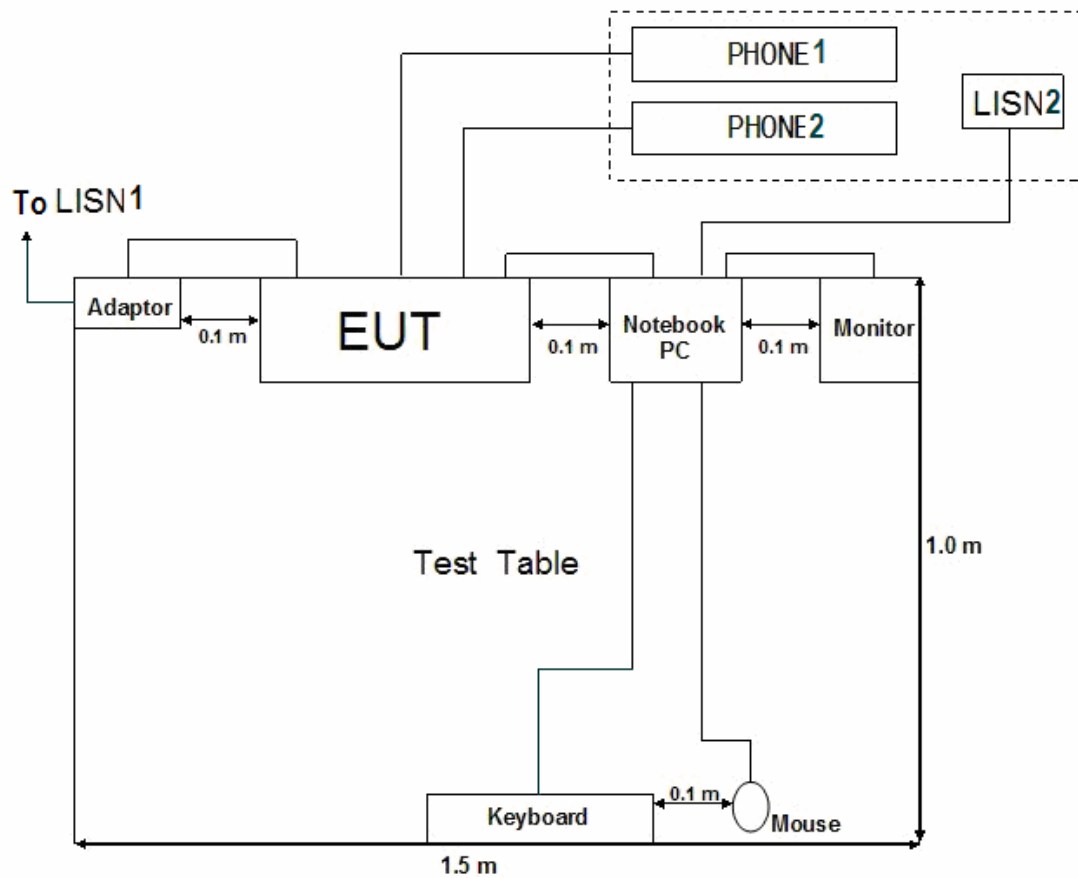 PHONE1
PHONE2
LISN2
To LISN1
Adaptor
0.1 m
EUT
0.1 m
Notebook
PC
0.1 m
Monitor
Test Table
1.0 m
Keyboard
0.1 m
Mouse
1.5 m